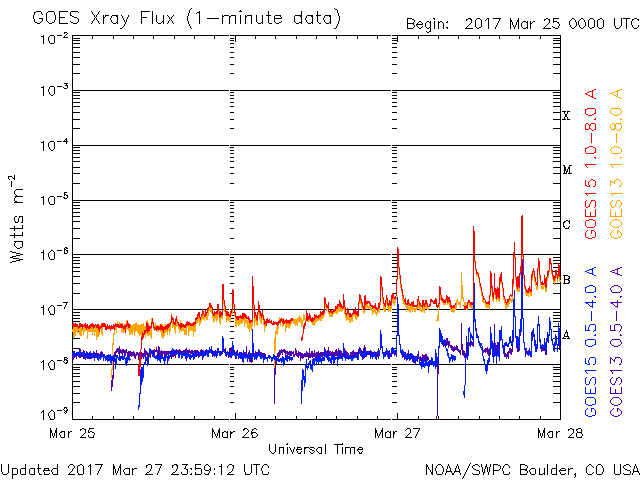 GOES Xray Flux (1-minute data)
Begin: 2017 Mar 25 0000 UTC
10-2
10-3
10-4
10-5
10-6
10-7
10-8
10-9
Watts m-2
X
M
C
B
A
GOES15 1.0-8.0 A
GOES13 1.0-8.0 A
GOES15 0.5-4.0 A
GOES13 0.5-4.0 A
Mar 25
Mar 26
Mar 27
Mar 28
Universal Time
Updated 2017 Mar 27 23:59:12 UTC
NOAA/SWPC Boulder, CO USA